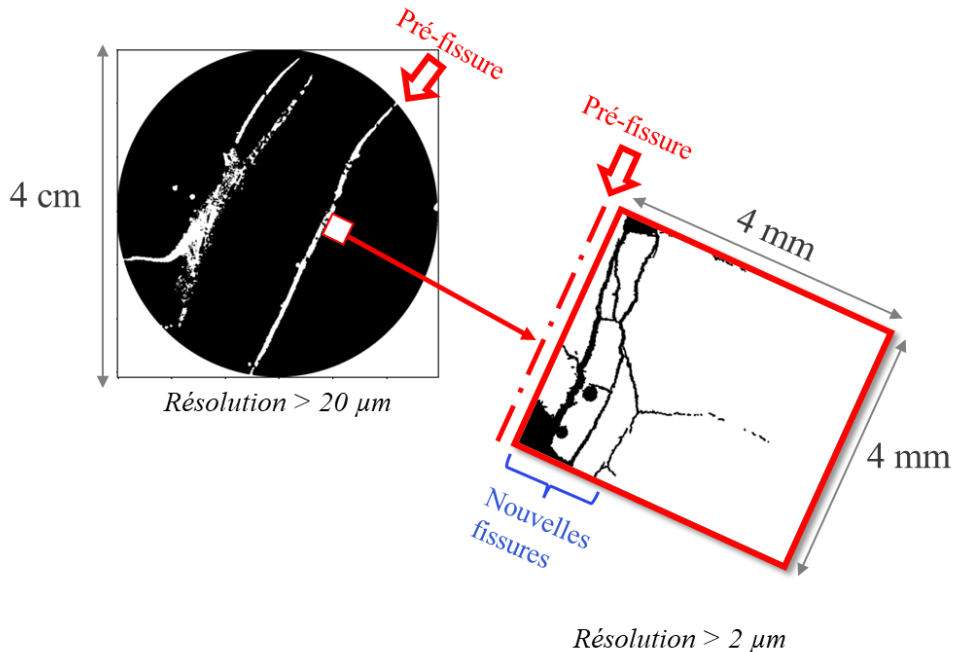 Pré-fissure
4 cm
Résolution > 20 µm
Pré-fissure
4 mm
4 mm
Nouvelles
fissures
Résolution > 2 µm